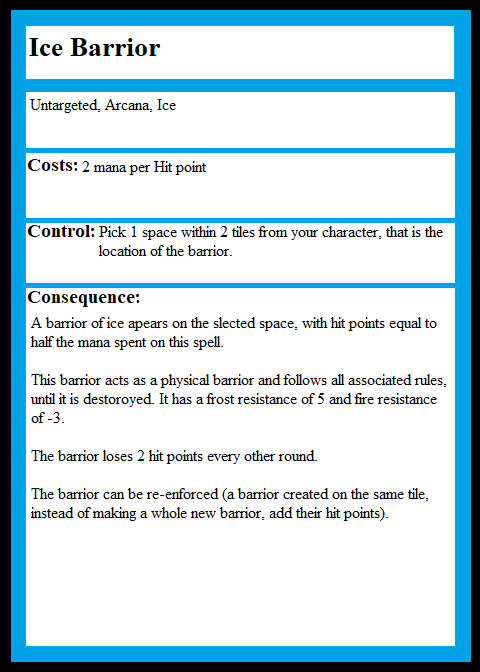 Ice Barrior
Untargeted, Arcana, Ice
Costs: 2 mana per Hit point
Control: Pick 1 space within 2 tiles from your character, that is the
location of the barrior.
Consequence:
A barrior of ice apears on the slected space, with hit points equal to
half the mana spent on this spell.
This barrior acts as a physical barrior and follows all associated rules,
until it is destoroyed. It has a frost resistance of 5 and fire resistance
of -3.
The barrior loses 2 hit points every other round.
The barrior can be re-enforced (a barrior created on the same tile,
instead of making a whole new barrior, add their hit points).